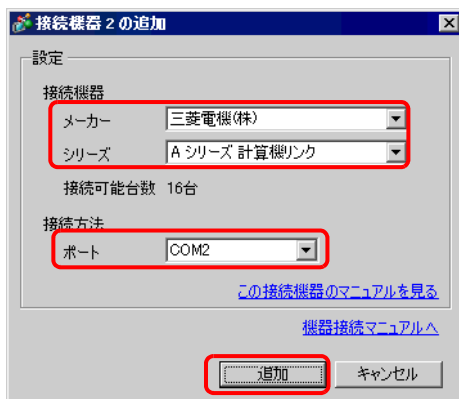 接続機器 2 の追加
設定
接続機器
メーカー 三菱電機(株)
シリーズ A シリーズ 計算機リンク
接続可能台数 16台
接続方法
ポート COM2
この接続機器のマニュアルを見る
機器接続マニュアルへ
追加 キャンセル